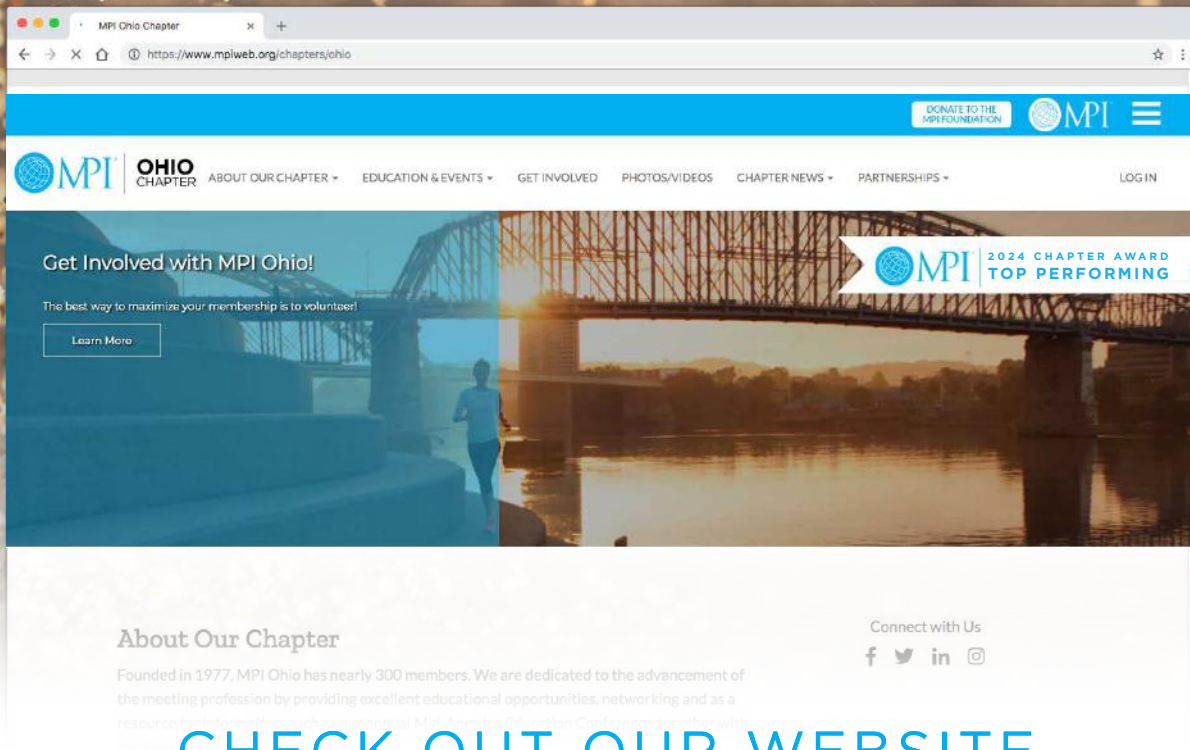 MPI Ohio Chapter
https://www.mpiweb.org/chapters/ohio
DONATE TO THE
MPI FOUNDATION
MPI
MPI
OHIO
CHAPTER
ABOUT OUR CHAPTER
EDUCATION & EVENTS
GET INVOLVED
PHOTOS/VIDEOS
CHAPTER NEWS
PARTNERSHIPS
LOG IN
Get Involved with MPI Ohio!
The best way to maximize your membership is to volunteer!
Learn More
MPI
2024 CHAPTER AWARD
TOP PERFORMING
About Our Chapter
Founded in 1977, MPI Ohio has nearly 300 members. We are dedicated to the advancement of
the meeting profession by providing excellent educational opportunities, networking and as a
Connect with Us
CHECK OUT OUR WEBSITE